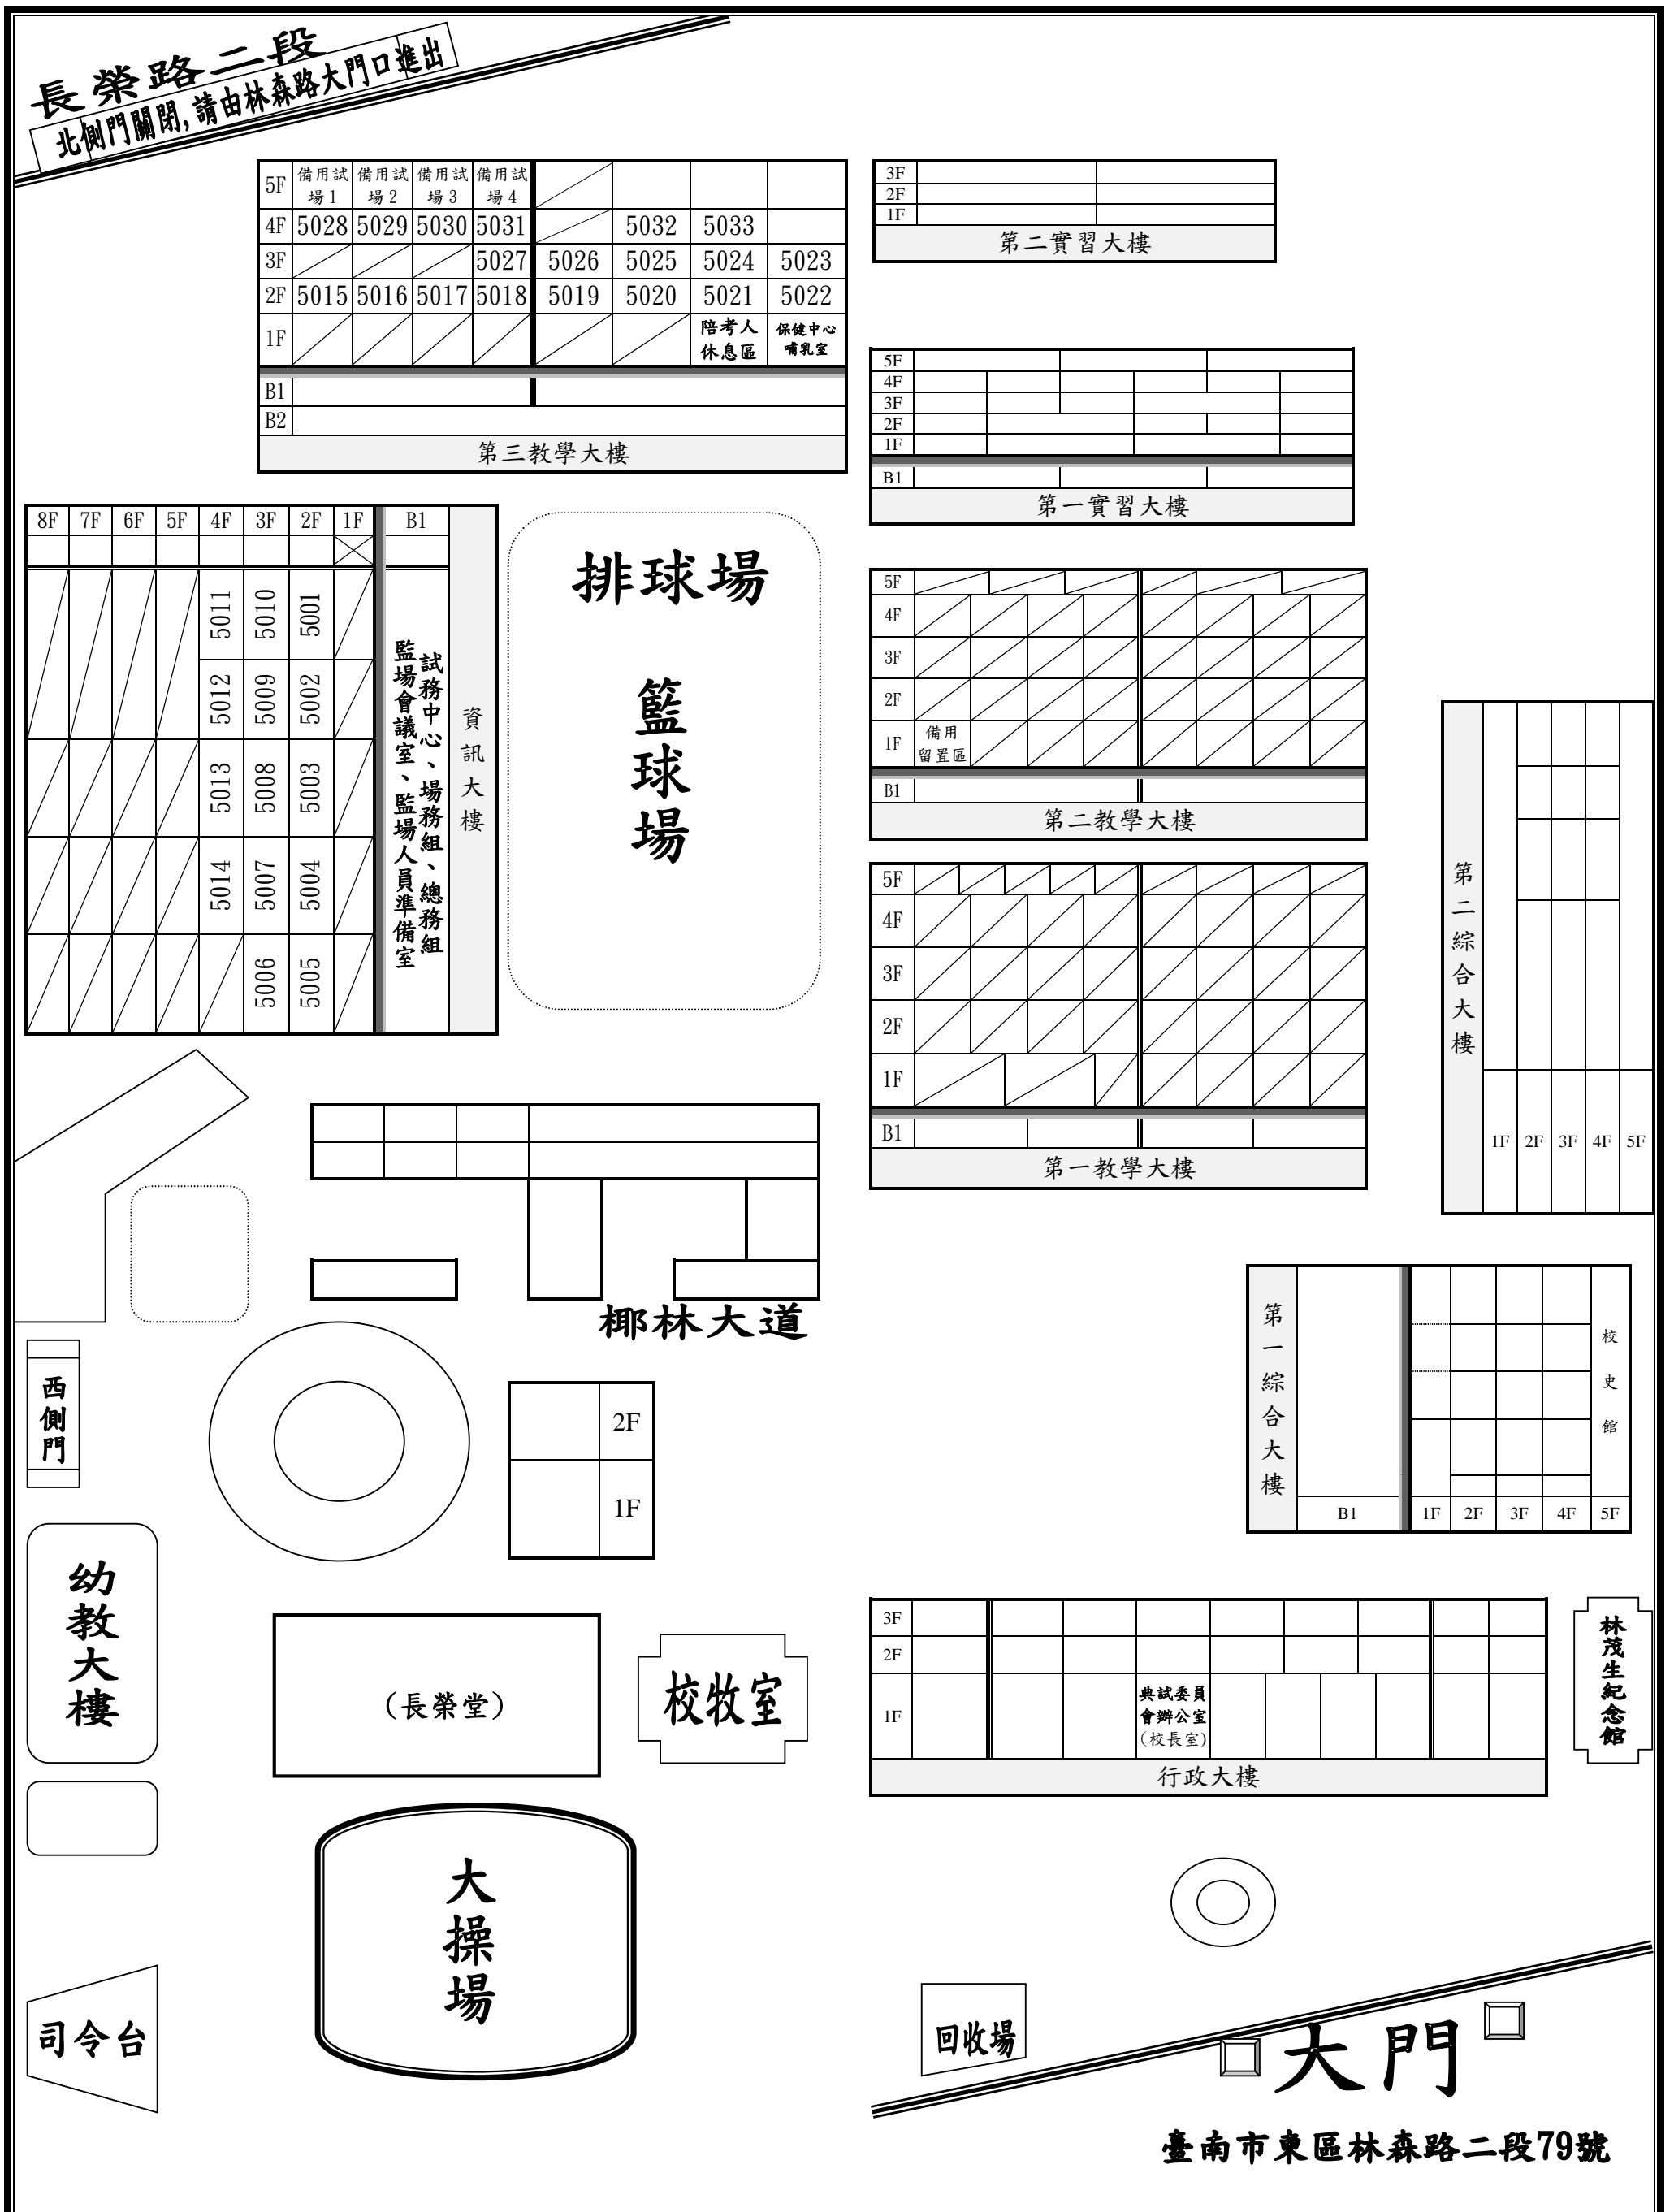 長榮路二段
北側門關閉,請由林森路大門口進出
5F 備用試場1 備用試場2 備用試場3 備用試場4
4F 5028 5029 5030 5031 5032 5033
3F 5027 5026 5025 5024 5023
2F 5015 5016 5017 5018 5019 5020 5021 5022
1F 陪考人休息區 保健中心哺乳室
B1
B2
第三教學大樓
3F
2F
1F
第二實習大樓
5F
4F
3F
2F
1F
B1
第一實習大樓
8F 7F 6F 5F 4F 3F 2F 1F B1
5011 5010 5001
5012 5009 5002
5013 5008 5003
5014 5007 5004
5006 5005
試務中心、場務組、總務組
監場會議室、監場人員準備室
資訊大樓
排球場
籃球場
5F
4F
3F
2F
1F 備用留置區
B1
第二教學大樓
5F
4F
3F
2F
1F
B1
第一教學大樓
第二綜合大樓
1F 2F 3F 4F 5F
椰林大道
第一綜合大樓
校史館
B1 1F 2F 3F 4F 5F
西側門
2F
1F
幼教大樓
(長榮堂)
校牧室
3F
2F
1F 典試委員會辦公室(校長室)
行政大樓
林茂生紀念館
大操場
司令台
回收場
大門
臺南市東區林森路二段79號